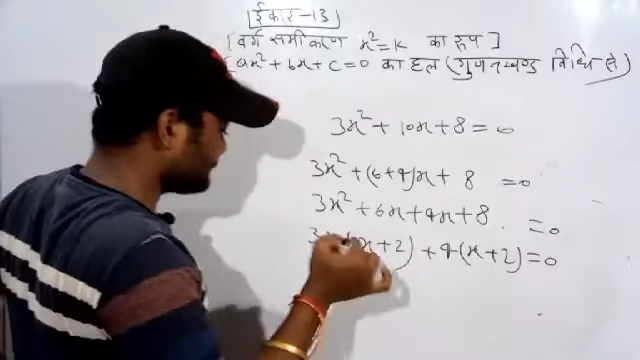 ईकाई-13
[वर्ग समीकरण x²=k का रूप]
[ax²+bx+c=0 का हल (गुणनखण्ड विधि से)
3x²+10x+8=0
3x²+(6+4)x+8=0
3x²+6x+4x+8=0
3x(x+2)+4(x+2)=0